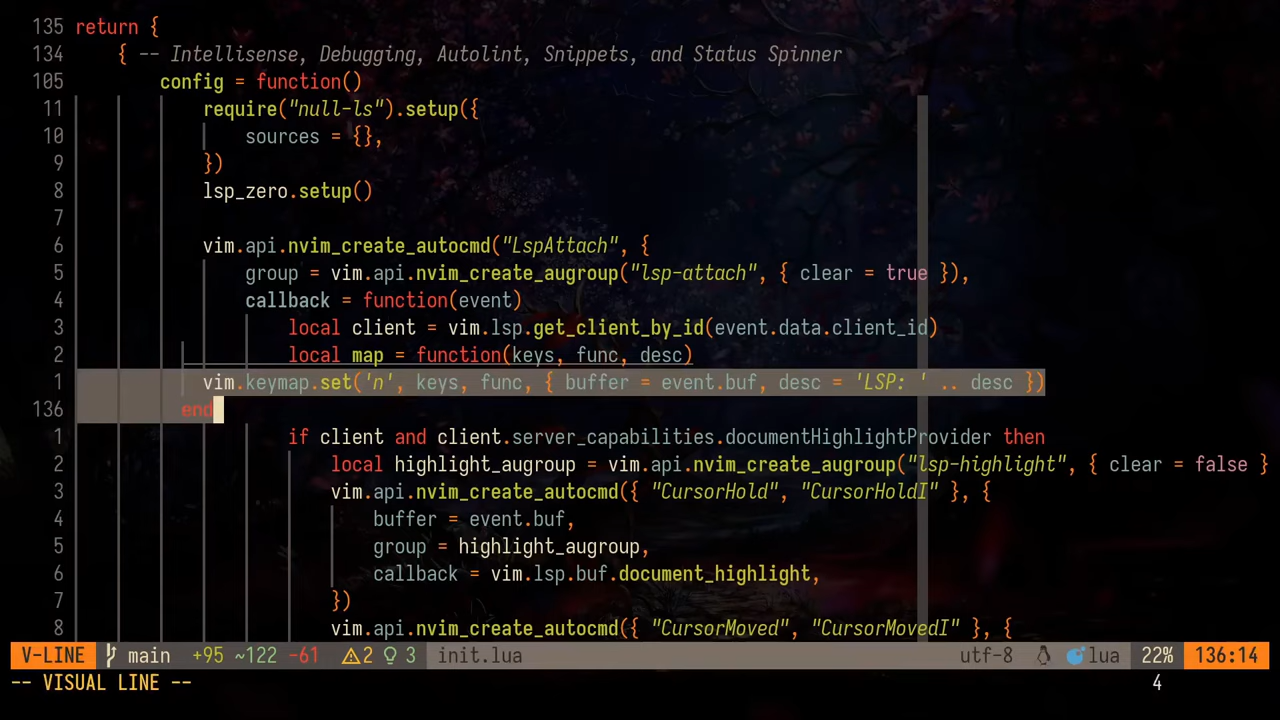 135 return {
134 { -- Intellisense, Debugging, Autolint, Snippets, and Status Spinner
105 config = function()
11 require("null-ls").setup({
10 sources = {},
9 })
8 lsp_zero.setup()
7
6 vim.api.nvim_create_autocmd("LspAttach", {
5 group = vim.api.nvim_create_augroup("lsp-attach", { clear = true }),
4 callback = function(event)
3 local client = vim.lsp.get_client_by_id(event.data.client_id)
2 local map = function(keys, func, desc)
1 vim.keymap.set('n', keys, func, { buffer = event.buf, desc = 'LSP: ' .. desc })
136 end
1 if client and client.server_capabilities.documentHighlightProvider then
2 local highlight_augroup = vim.api.nvim_create_augroup("lsp-highlight", { clear = false }
3 vim.api.nvim_create_autocmd({ "CursorHold", "CursorHoldI" }, {
4 buffer = event.buf,
5 group = highlight_augroup,
6 callback = vim.lsp.buf.document_highlight,
7 })
8 vim.api.nvim_create_autocmd({ "CursorMoved", "CursorMovedI" }, {
V-LINE main +95 ~122 -61 2 3 init.lua utf-8 lua 22% 136:14
-- VISUAL LINE -- 4